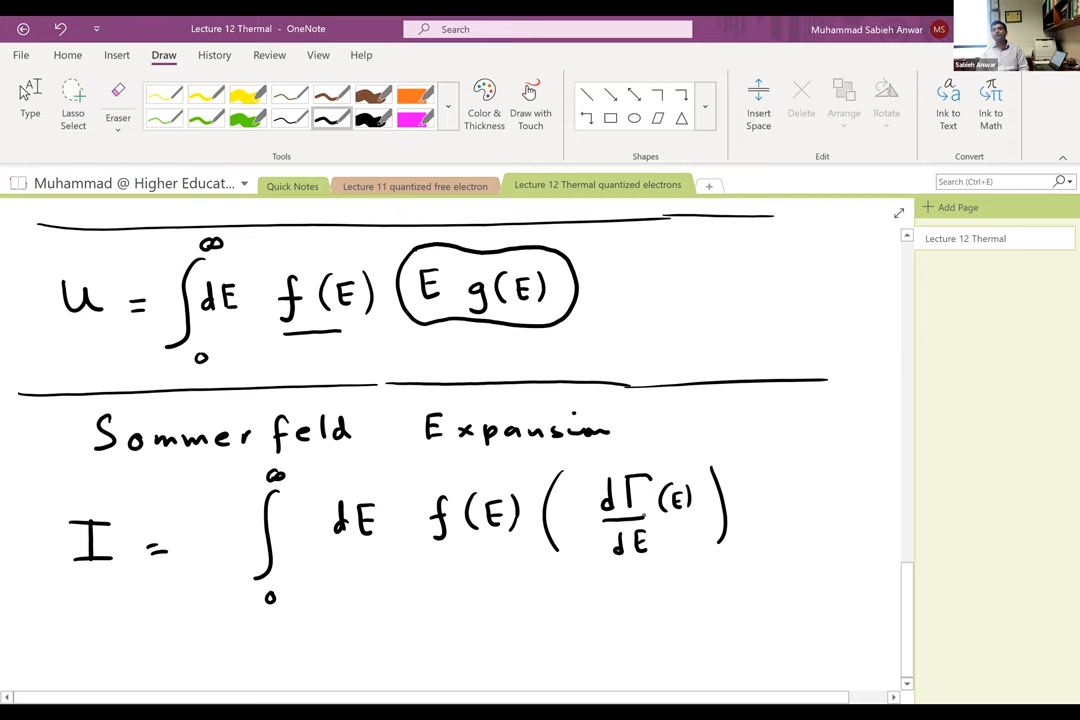 Lecture 12 Thermal - OneNote
Search
Muhammad Sabieh Anwar
MS
Sabieh Anwar
File Home Insert Draw History Review View Help
Type
Lasso Select
Eraser
Color & Thickness
Draw with Touch
Insert Space
Delete
Arrange
Rotate
Ink to Text
Ink to Math
Tools
Shapes
Edit
Convert
Muhammad @ Higher Educat...
Quick Notes
Lecture 11 quantized free electron
Lecture 12 Thermal quantized electrons
Search (Ctrl+E)
Add Page
Lecture 12 Thermal
U = ∫₀^∞ dE f(E) (E g(E))
Sommerfeld Expansion
I = ∫₀^∞ dE f(E) ( dΓ(E) / dE )